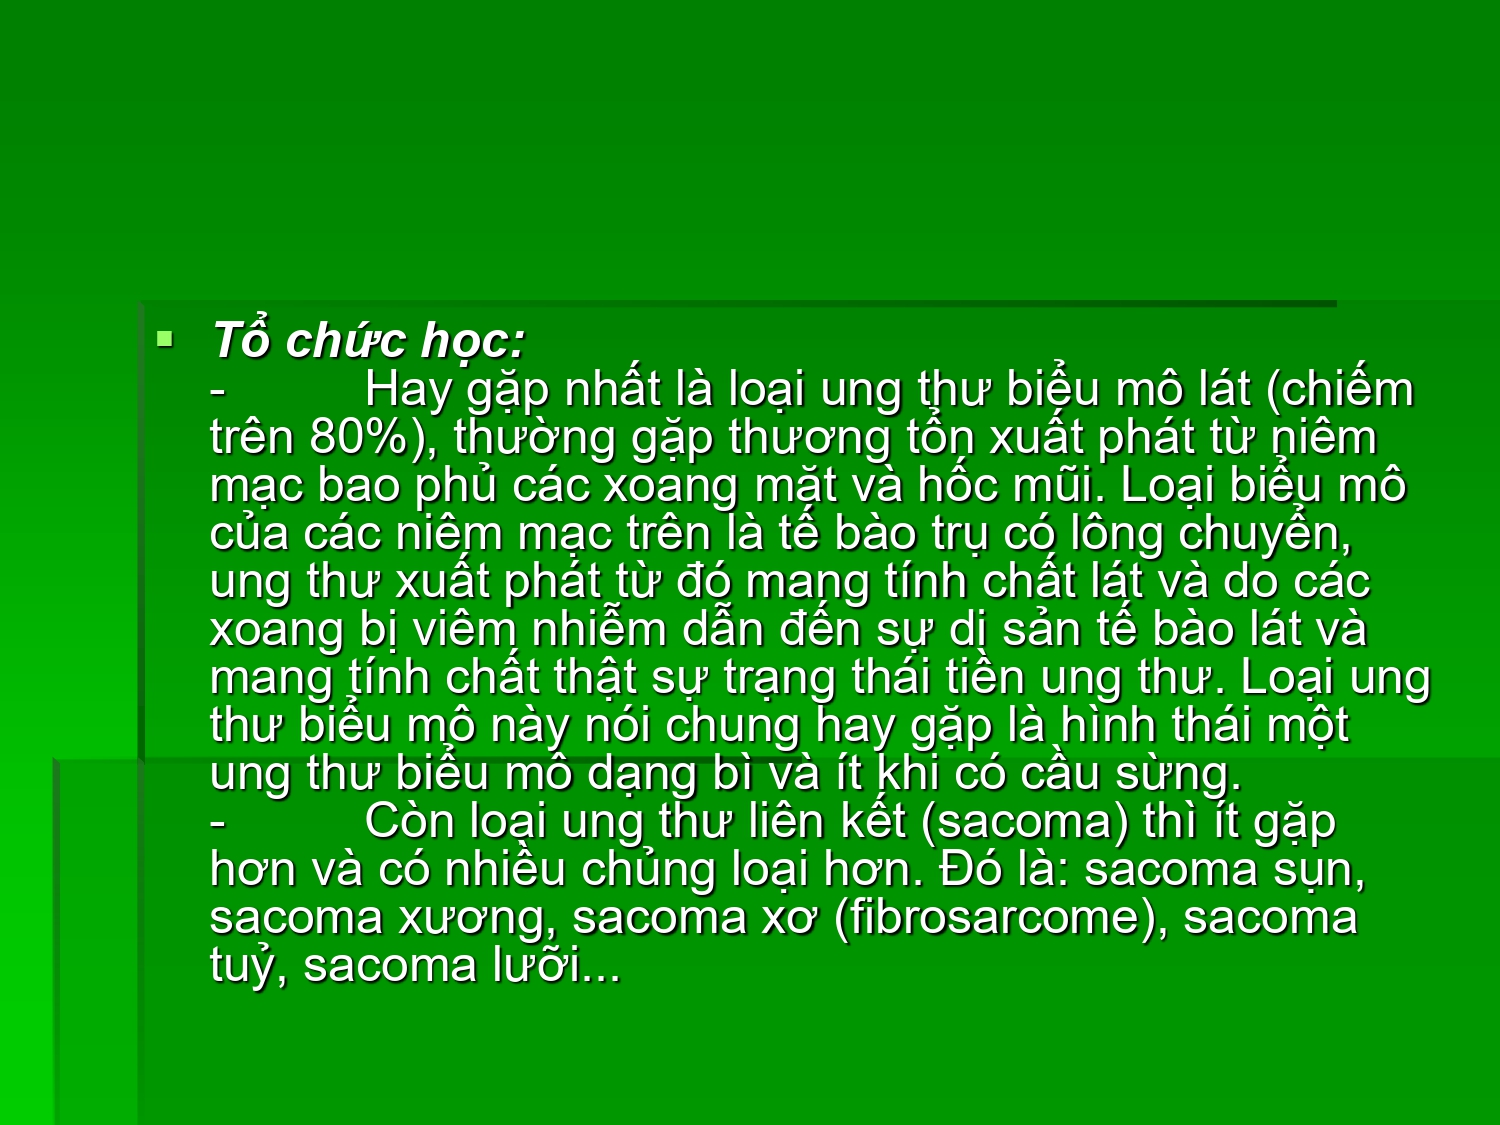 ▪ Tổ chức học:
- Hay gặp nhất là loại ung thư biểu mô lát (chiếm
trên 80%), thường gặp thương tổn xuất phát từ niêm
mạc bao phủ các xoang mặt và hốc mũi. Loại biểu mô
của các niêm mạc trên là tế bào trụ có lông chuyển,
ung thư xuất phát từ đó mang tính chất lát và do các
xoang bị viêm nhiễm dẫn đến sự dị sản tế bào lát và
mang tính chất thật sự trạng thái tiền ung thư. Loại ung
thư biểu mô này nói chung hay gặp là hình thái một
ung thư biểu mô dạng bì và ít khi có cầu sừng.
- Còn loại ung thư liên kết (sacoma) thì ít gặp
hơn và có nhiều chủng loại hơn. Đó là: sacoma sụn,
sacoma xương, sacoma xơ (fibrosarcome), sacoma
tuỷ, sacoma lưỡi...